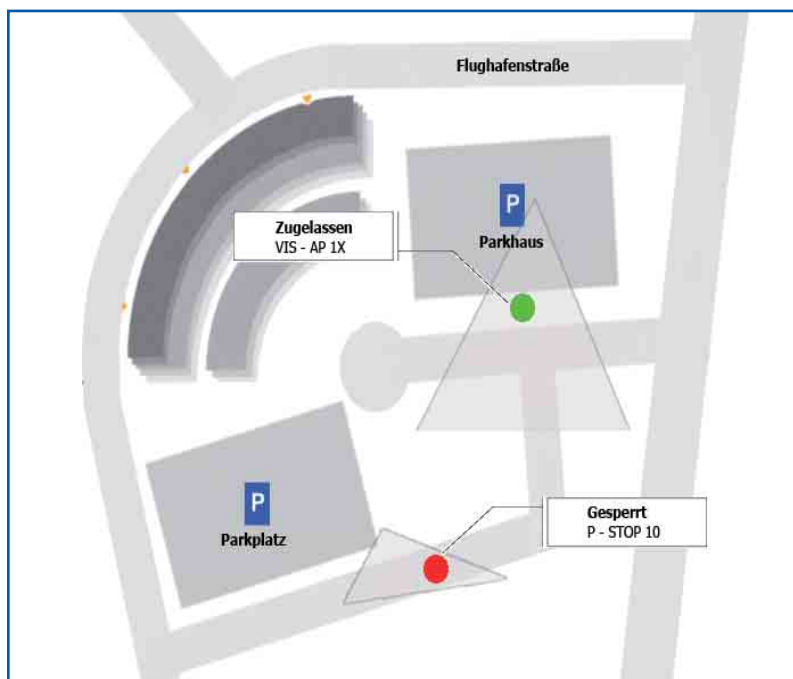 Flughafenstraße
P
Zugelassen
VIS - AP 1X
Parkhaus
P
Parkplatz
Gesperrt
P - STOP 10